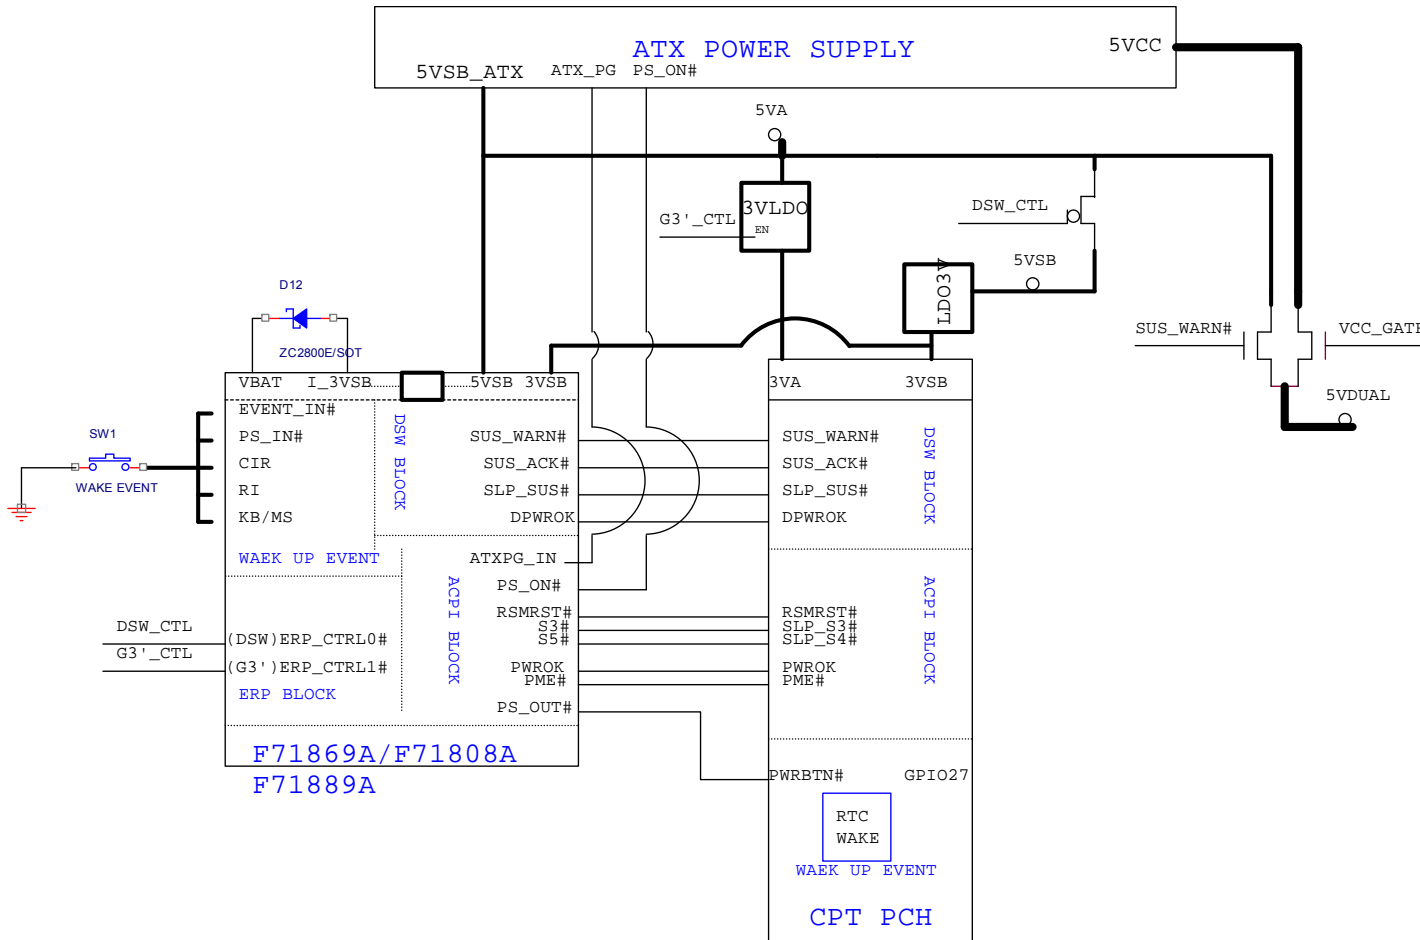 ATX POWER SUPPLY
5VCC
5VSB_ATX
ATX_PG
PS_ON#
5VA
3VLDO
EN
G3'_CTL
DSW_CTL
5VSB
LDO3V
SUS_WARN#
VCC_GATE
5VDUAL
D12
ZC2800E/SOT
VBAT
I_3VSB
5VSB
3VSB
EVENT_IN#
PS_IN#
CIR
RI
KB/MS
WAEK UP EVENT
SW1
WAKE EVENT
DSW BLOCK
SUS_WARN#
SUS_ACK#
SLP_SUS#
DPWROK
ATXPG_IN
PS_ON#
RSMRST#
S3#
S5#
PWROK
PME#
PS_OUT#
ACPI BLOCK
DSW_CTL
G3'_CTL
(DSW)ERP_CTRL0#
(G3')ERP_CTRL1#
ERP BLOCK
F71869A/F71808A
F71889A
3VA
3VSB
SUS_WARN#
SUS_ACK#
SLP_SUS#
DPWROK
DSW BLOCK
RSMRST#
SLP_S3#
SLP_S4#
PWROK
PME#
ACPI BLOCK
PWRBTN#
GPIO27
RTC
WAKE
WAEK UP EVENT
CPT PCH